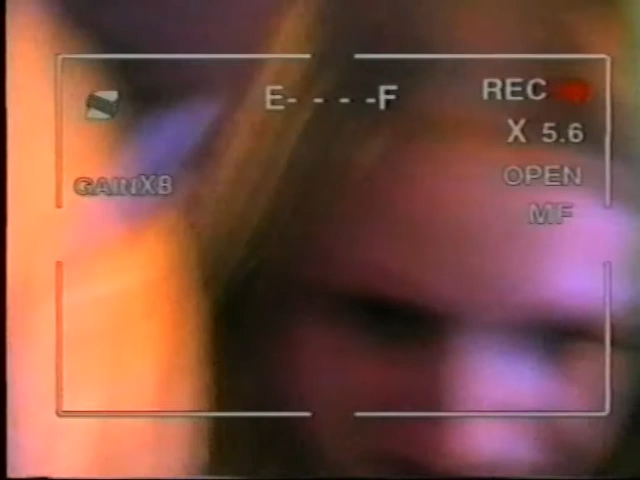 E- - - -F
REC
X 5.6
GAINX8
OPEN
MF